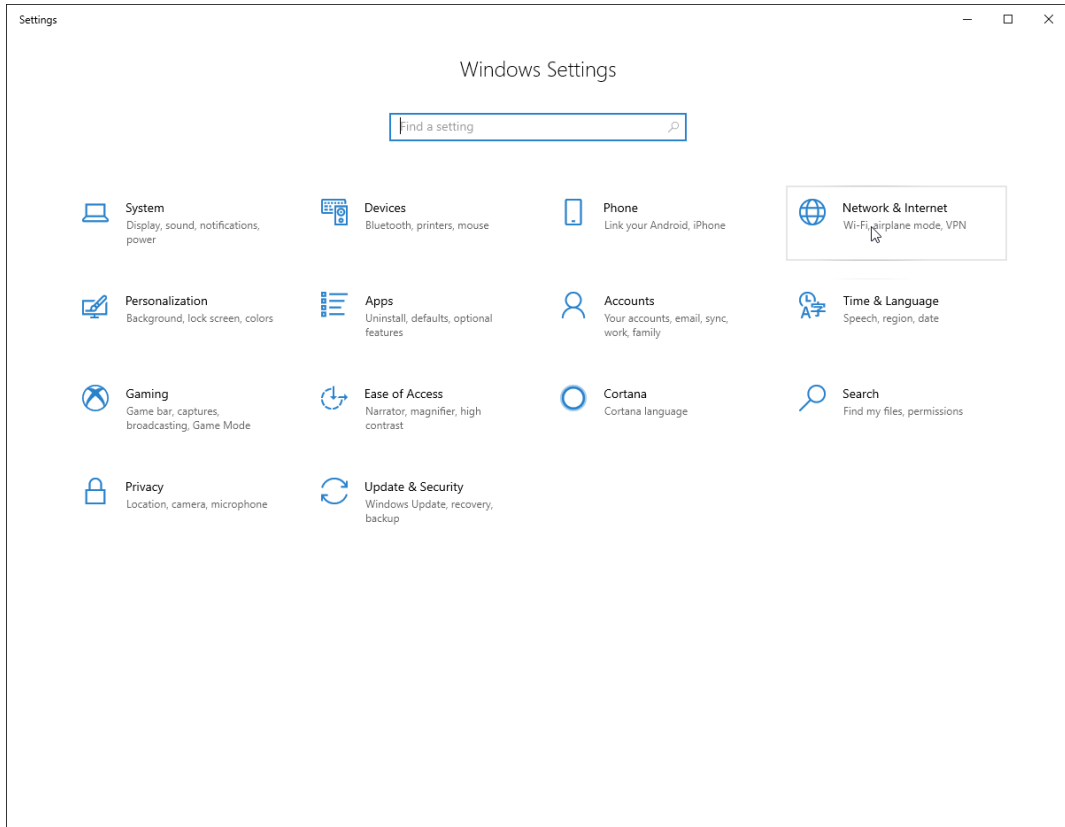 Settings
Windows Settings
Find a setting
System
Display, sound, notifications,
power
Devices
Bluetooth, printers, mouse
Phone
Link your Android, iPhone
Network & Internet
Wi-Fi, airplane mode, VPN
Personalization
Background, lock screen, colors
Apps
Uninstall, defaults, optional
features
Accounts
Your accounts, email, sync,
work, family
Time & Language
Speech, region, date
Gaming
Game bar, captures,
broadcasting, Game Mode
Ease of Access
Narrator, magnifier, high
contrast
Cortana
Cortana language
Search
Find my files, permissions
Privacy
Location, camera, microphone
Update & Security
Windows Update, recovery,
backup